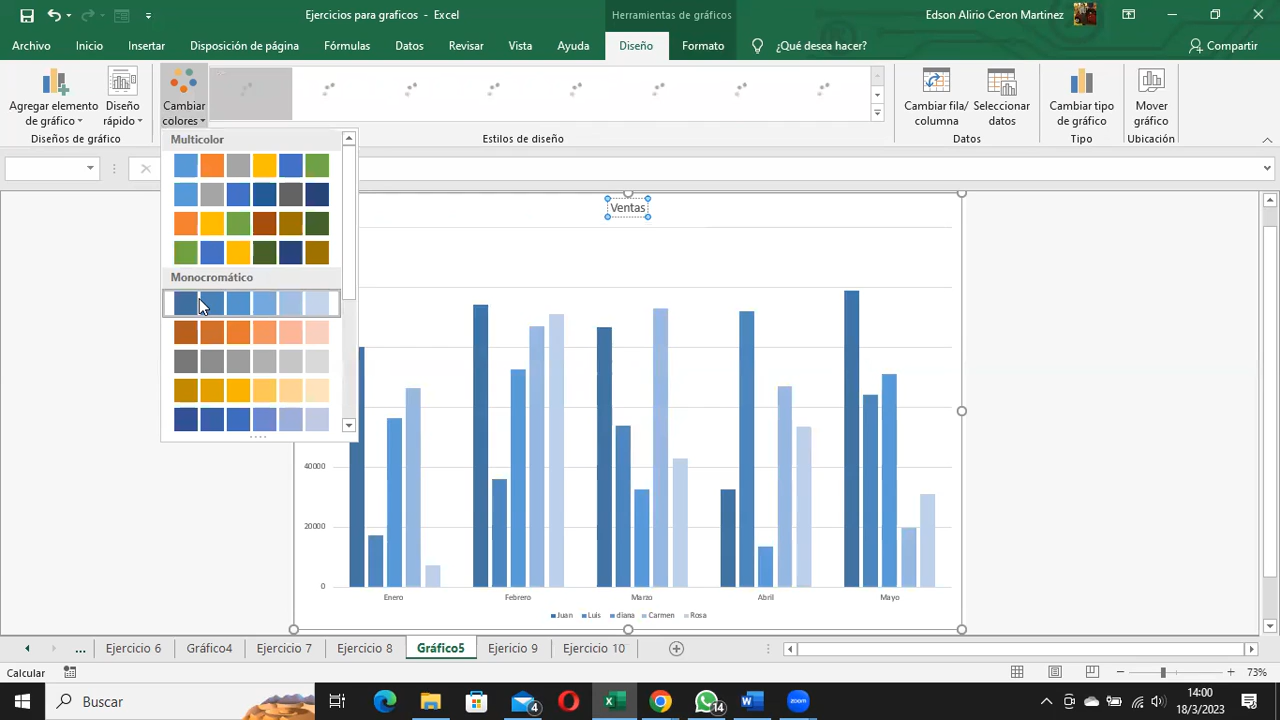 Ejercicios para graficos - Excel
Herramientas de gráficos
Edson Alirio Ceron Martinez
Archivo
Inicio
Insertar
Disposición de página
Fórmulas
Datos
Revisar
Vista
Ayuda
Diseño
Formato
¿Qué desea hacer?
Compartir
Agregar elemento
de gráfico
Diseño
rápido
Cambiar
colores
Cambiar fila/
columna
Seleccionar
datos
Cambiar tipo
de gráfico
Mover
gráfico
Diseños de gráfico
Estilos de diseño
Datos
Tipo
Ubicación
Multicolor
Monocromático
Ventas
40000
20000
0
Enero
Febrero
Marzo
Abril
Mayo
Juan
Luis
diana
Carmen
Rosa
...
Ejercicio 6
Gráfico4
Ejercicio 7
Ejercicio 8
Gráfico5
Ejericio 9
Ejercicio 10
Calcular
73%
Buscar
4
14
14:00
18/3/2023